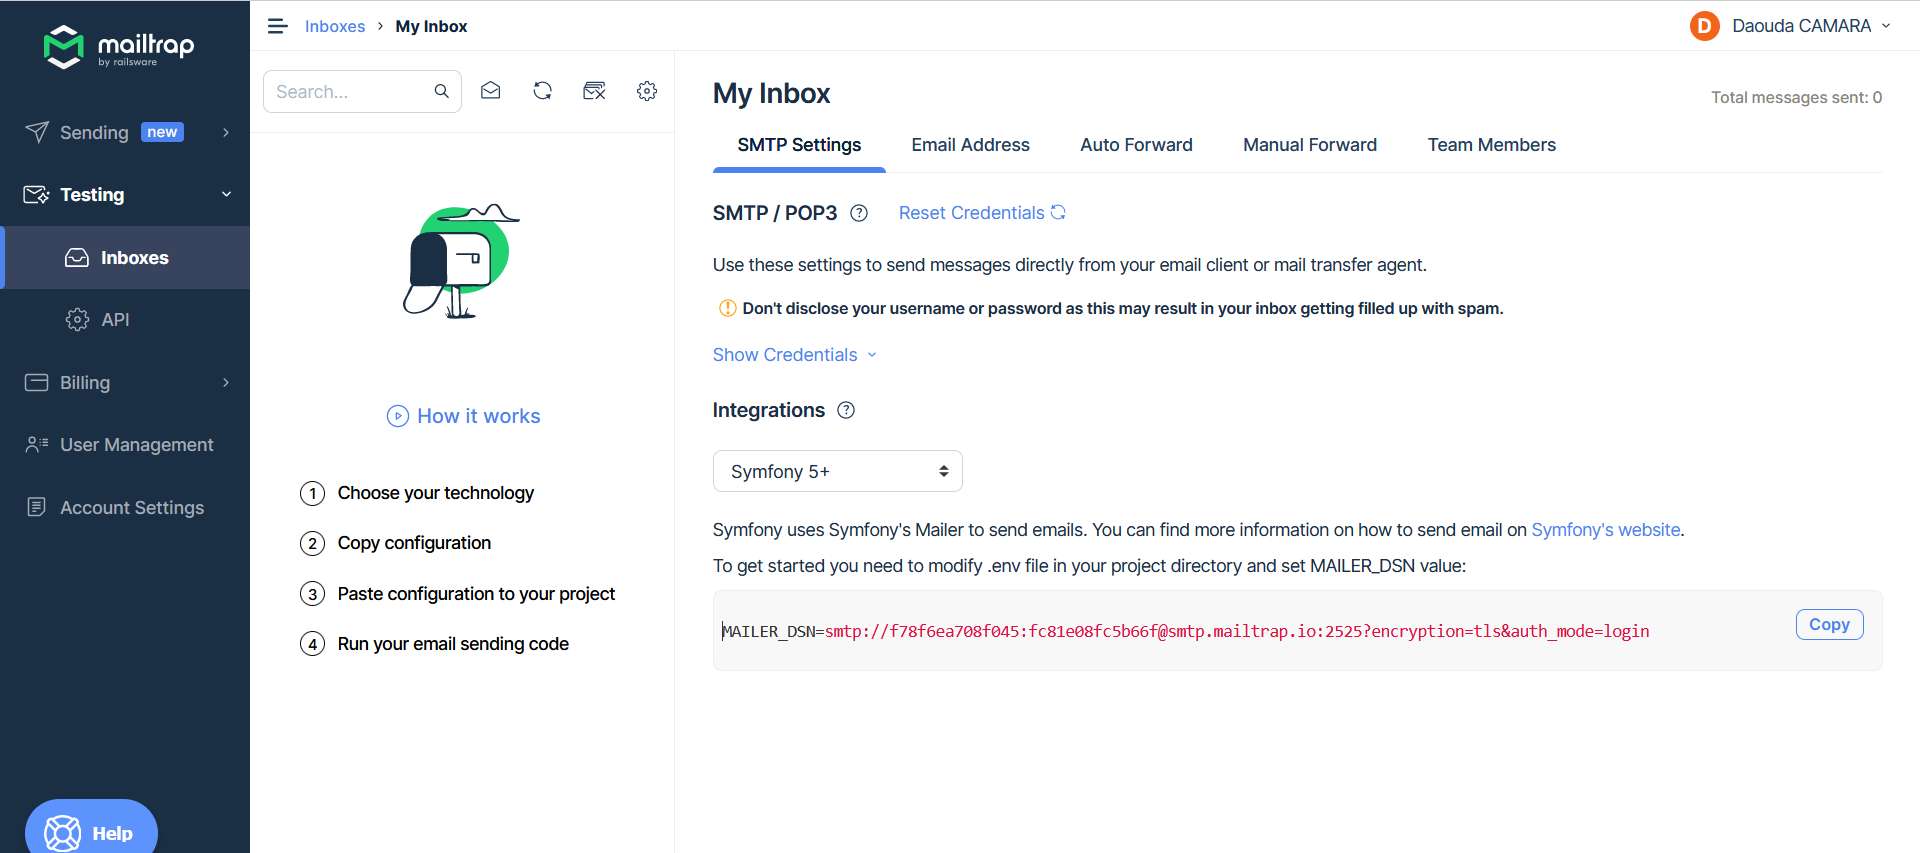 mailtrap
by railsware
Sending new
Testing
Inboxes
API
Billing
User Management
Account Settings
Help
Inboxes › My Inbox
Daouda CAMARA
D
Search...
How it works
1 Choose your technology
2 Copy configuration
3 Paste configuration to your project
4 Run your email sending code
My Inbox
Total messages sent: 0
SMTP Settings Email Address Auto Forward Manual Forward Team Members
SMTP / POP3 ? Reset Credentials
Use these settings to send messages directly from your email client or mail transfer agent.
! Don't disclose your username or password as this may result in your inbox getting filled up with spam.
Show Credentials
Integrations ?
Symfony 5+
Symfony uses Symfony's Mailer to send emails. You can find more information on how to send email on Symfony's website.
To get started you need to modify .env file in your project directory and set MAILER_DSN value:
MAILER_DSN=smtp://f78f6ea708f045:fc81e08fc5b66f@smtp.mailtrap.io:2525?encryption=tls&auth_mode=login
Copy